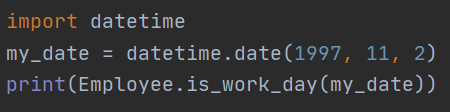 import datetime
my_date = datetime.date(1997, 11, 2)
print(Employee.is_work_day(my_date))